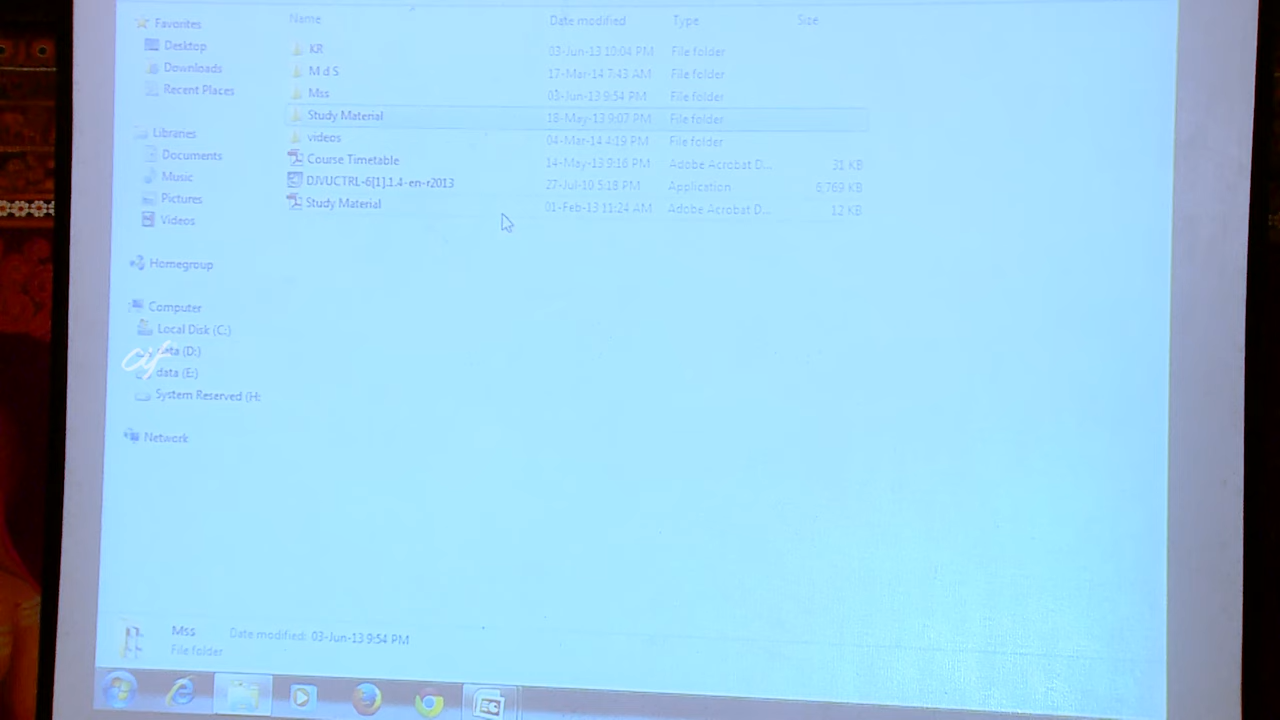 Name Date modified Type Size
Favorites
Desktop
Downloads
Recent Places
Libraries
Documents
Music
Pictures
Videos
Homegroup
Computer
Local Disk (C:)
data (D:)
data (E:)
System Reserved (H:
Network
KR 03-Jun-13 10:04 PM File folder
M d S 17-Mar-14 7:43 AM File folder
Mss 03-Jun-13 9:54 PM File folder
Study Material 18-May-13 9:07 PM File folder
videos 04-Mar-14 4:19 PM File folder
Course Timetable 14-May-13 9:16 PM Adobe Acrobat D... 31 KB
DJVUCTRL-6[1].1.4-en-r2013 27-Jul-10 5:18 PM Application 6,769 KB
Study Material 01-Feb-13 11:24 AM Adobe Acrobat D... 12 KB
Mss Date modified: 03-Jun-13 9:54 PM
File folder